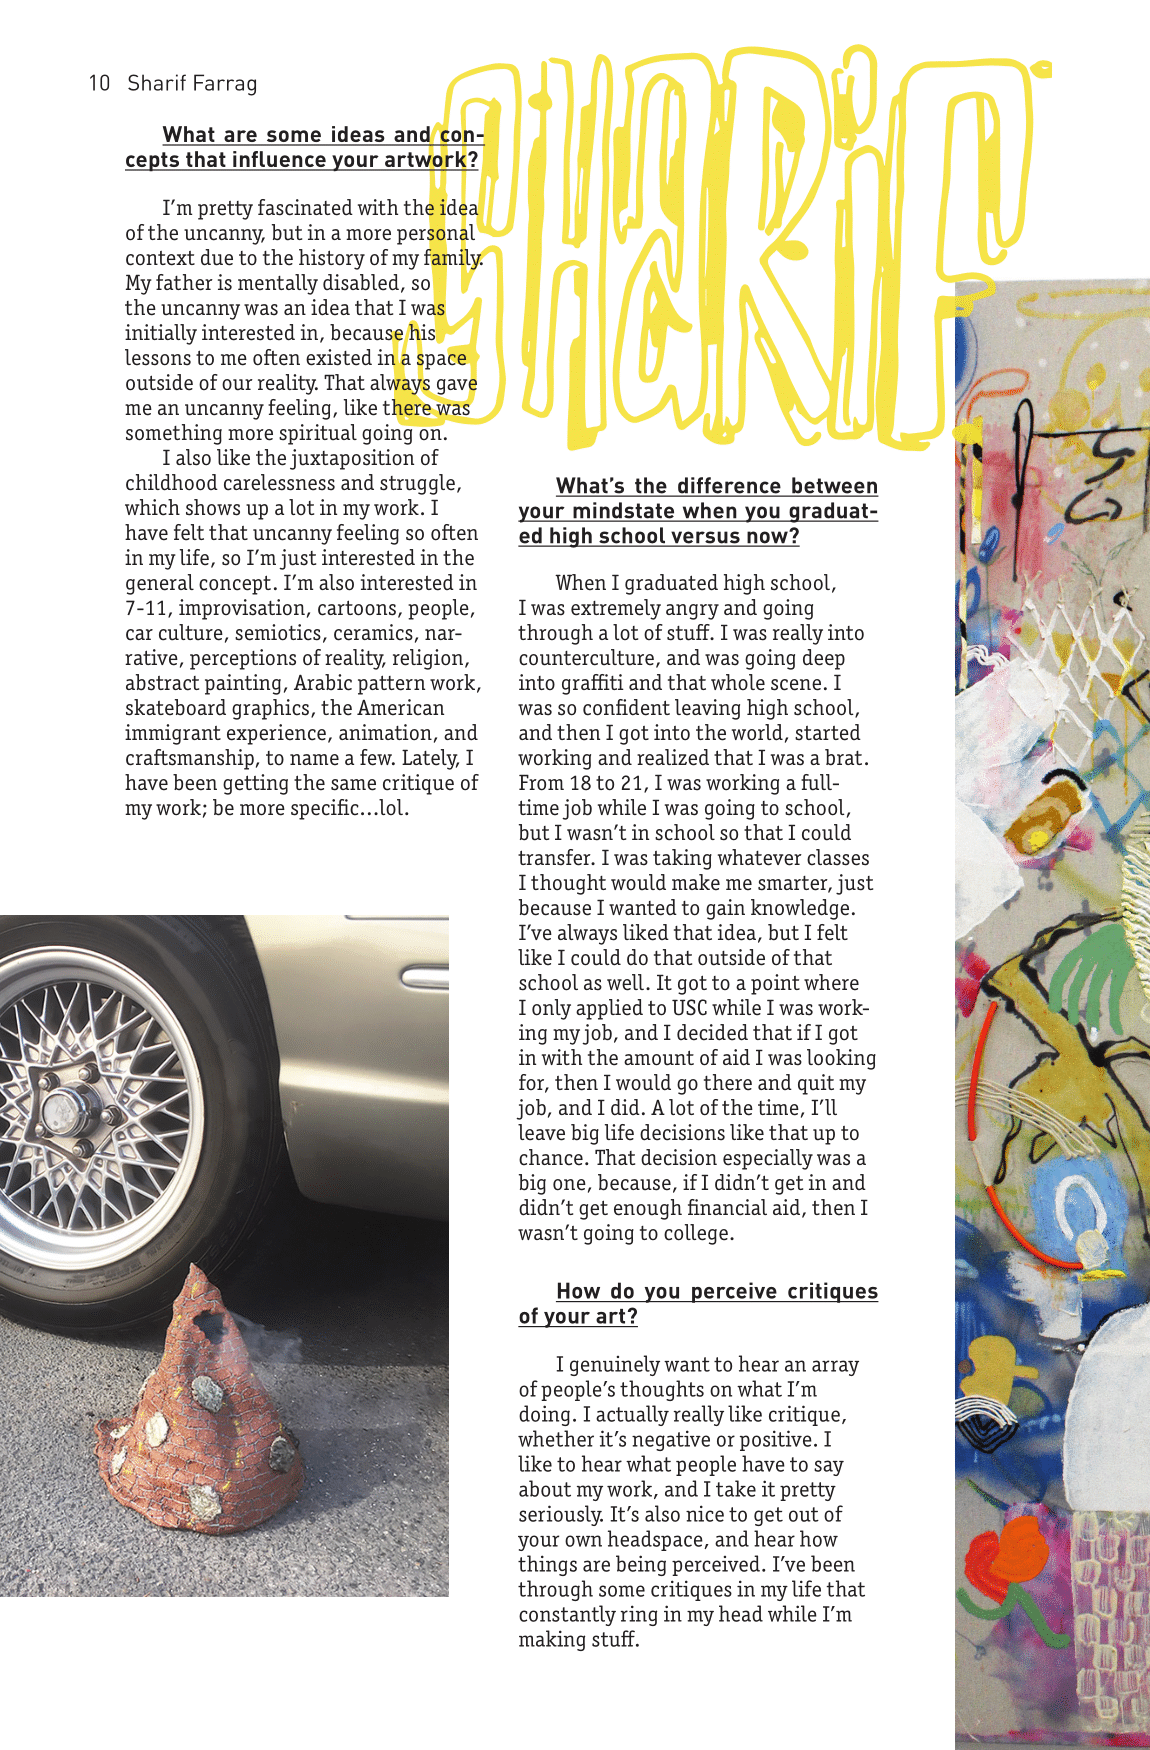 10 Sharif Farrag
SHARiF
What are some ideas and con-
cepts that influence your artwork?
I'm pretty fascinated with the idea
of the uncanny, but in a more personal
context due to the history of my family.
My father is mentally disabled, so
the uncanny was an idea that I was
initially interested in, because his
lessons to me often existed in a space
outside of our reality. That always gave
me an uncanny feeling, like there was
something more spiritual going on.
I also like the juxtaposition of
childhood carelessness and struggle,
which shows up a lot in my work. I
have felt that uncanny feeling so often
in my life, so I'm just interested in the
general concept. I'm also interested in
7-11, improvisation, cartoons, people,
car culture, semiotics, ceramics, nar-
rative, perceptions of reality, religion,
abstract painting, Arabic pattern work,
skateboard graphics, the American
immigrant experience, animation, and
craftsmanship, to name a few. Lately, I
have been getting the same critique of
my work; be more specific...lol.
What's the difference between
your mindstate when you graduat-
ed high school versus now?
When I graduated high school,
I was extremely angry and going
through a lot of stuff. I was really into
counterculture, and was going deep
into graffiti and that whole scene. I
was so confident leaving high school,
and then I got into the world, started
working and realized that I was a brat.
From 18 to 21, I was working a full-
time job while I was going to school,
but I wasn't in school so that I could
transfer. I was taking whatever classes
I thought would make me smarter, just
because I wanted to gain knowledge.
I've always liked that idea, but I felt
like I could do that outside of that
school as well. It got to a point where
I only applied to USC while I was work-
ing my job, and I decided that if I got
in with the amount of aid I was looking
for, then I would go there and quit my
job, and I did. A lot of the time, I'll
leave big life decisions like that up to
chance. That decision especially was a
big one, because, if I didn't get in and
didn't get enough financial aid, then I
wasn't going to college.
How do you perceive critiques
of your art?
I genuinely want to hear an array
of people's thoughts on what I'm
doing. I actually really like critique,
whether it's negative or positive. I
like to hear what people have to say
about my work, and I take it pretty
seriously. It's also nice to get out of
your own headspace, and hear how
things are being perceived. I've been
through some critiques in my life that
constantly ring in my head while I'm
making stuff.